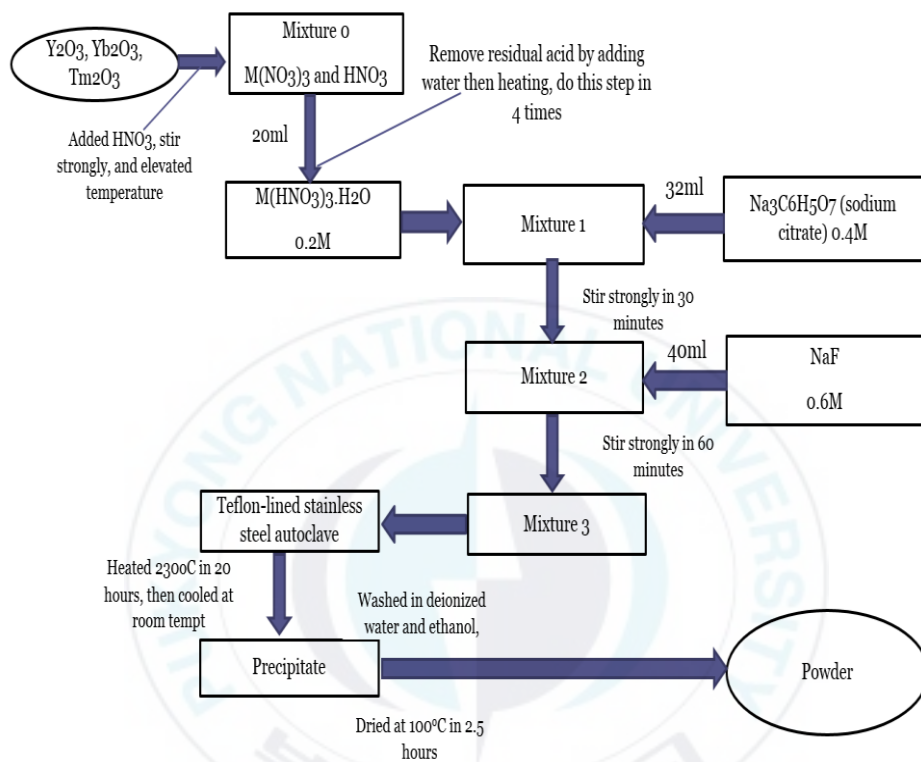 Y2O3, Yb2O3,
Tm2O3
Mixture 0
M(NO3)3 and HNO3
Remove residual acid by adding
water then heating, do this step in
4 times
Added HNO3, stir
strongly, and elevated
temperature
20ml
M(HNO3)3.H2O
0.2M
Mixture 1
32ml
Na3C6H5O7 (sodium
citrate) 0.4M
Stir strongly in 30
minutes
Mixture 2
40ml
NaF
0.6M
Stir strongly in 60
minutes
Mixture 3
Teflon-lined stainless
steel autoclave
Heated 230oC in 20
hours, then cooled at
room tempt
Precipitate
Washed in deionized
water and ethanol,
Dried at 100⁰C in 2.5
hours
Powder
PUKYONG NATIONAL UNIVERSITY